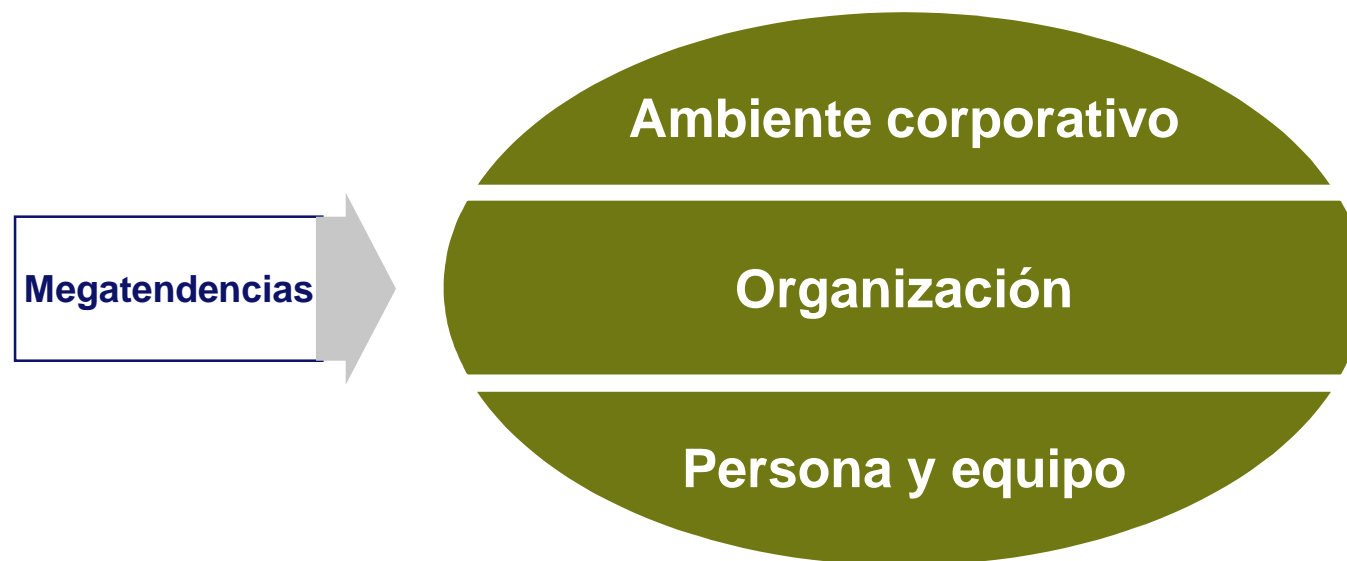 Ambiente corporativo
Megatendencias
Organización
Persona y equipo